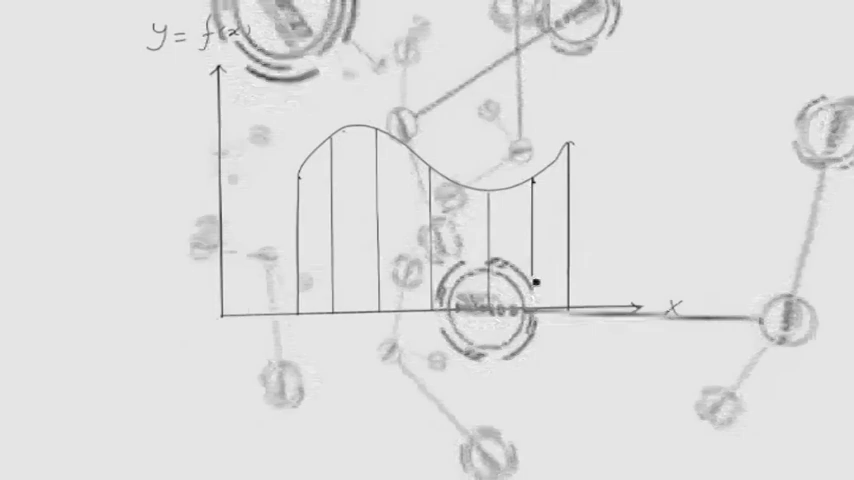 y = f(x)
x